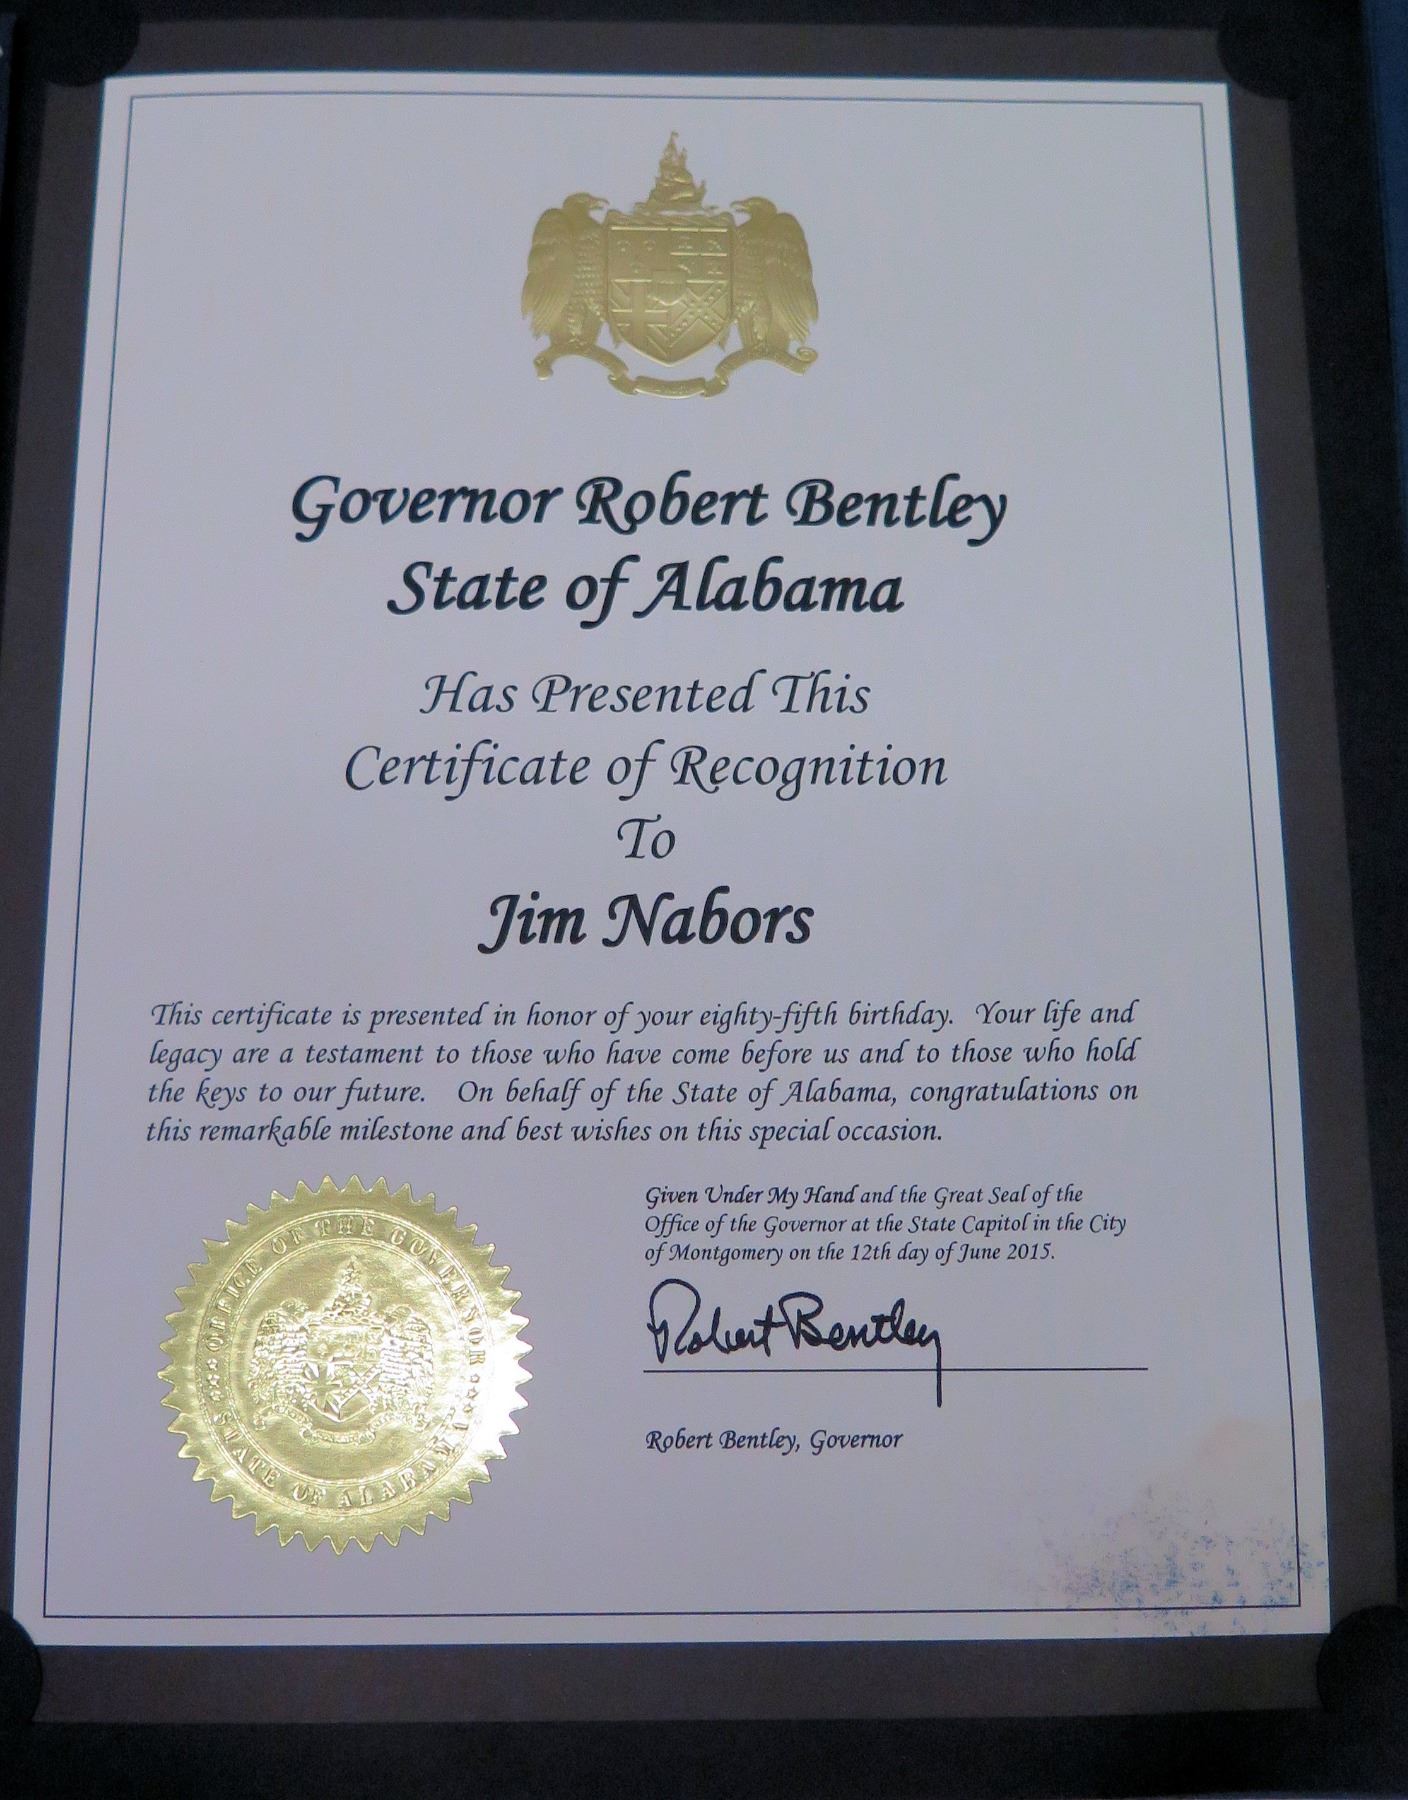 Governor Robert Bentley
State of Alabama
Has Presented This
Certificate of Recognition
To
Jim Nabors
This certificate is presented in honor of your eighty-fifth birthday. Your life and
legacy are a testament to those who have come before us and to those who hold
the keys to our future. On behalf of the State of Alabama, congratulations on
this remarkable milestone and best wishes on this special occasion.
OFFICE OF THE GOVERNOR
STATE OF ALABAMA
Given Under My Hand and the Great Seal of the
Office of the Governor at the State Capitol in the City
of Montgomery on the 12th day of June 2015.
Robert Bentley
Robert Bentley, Governor